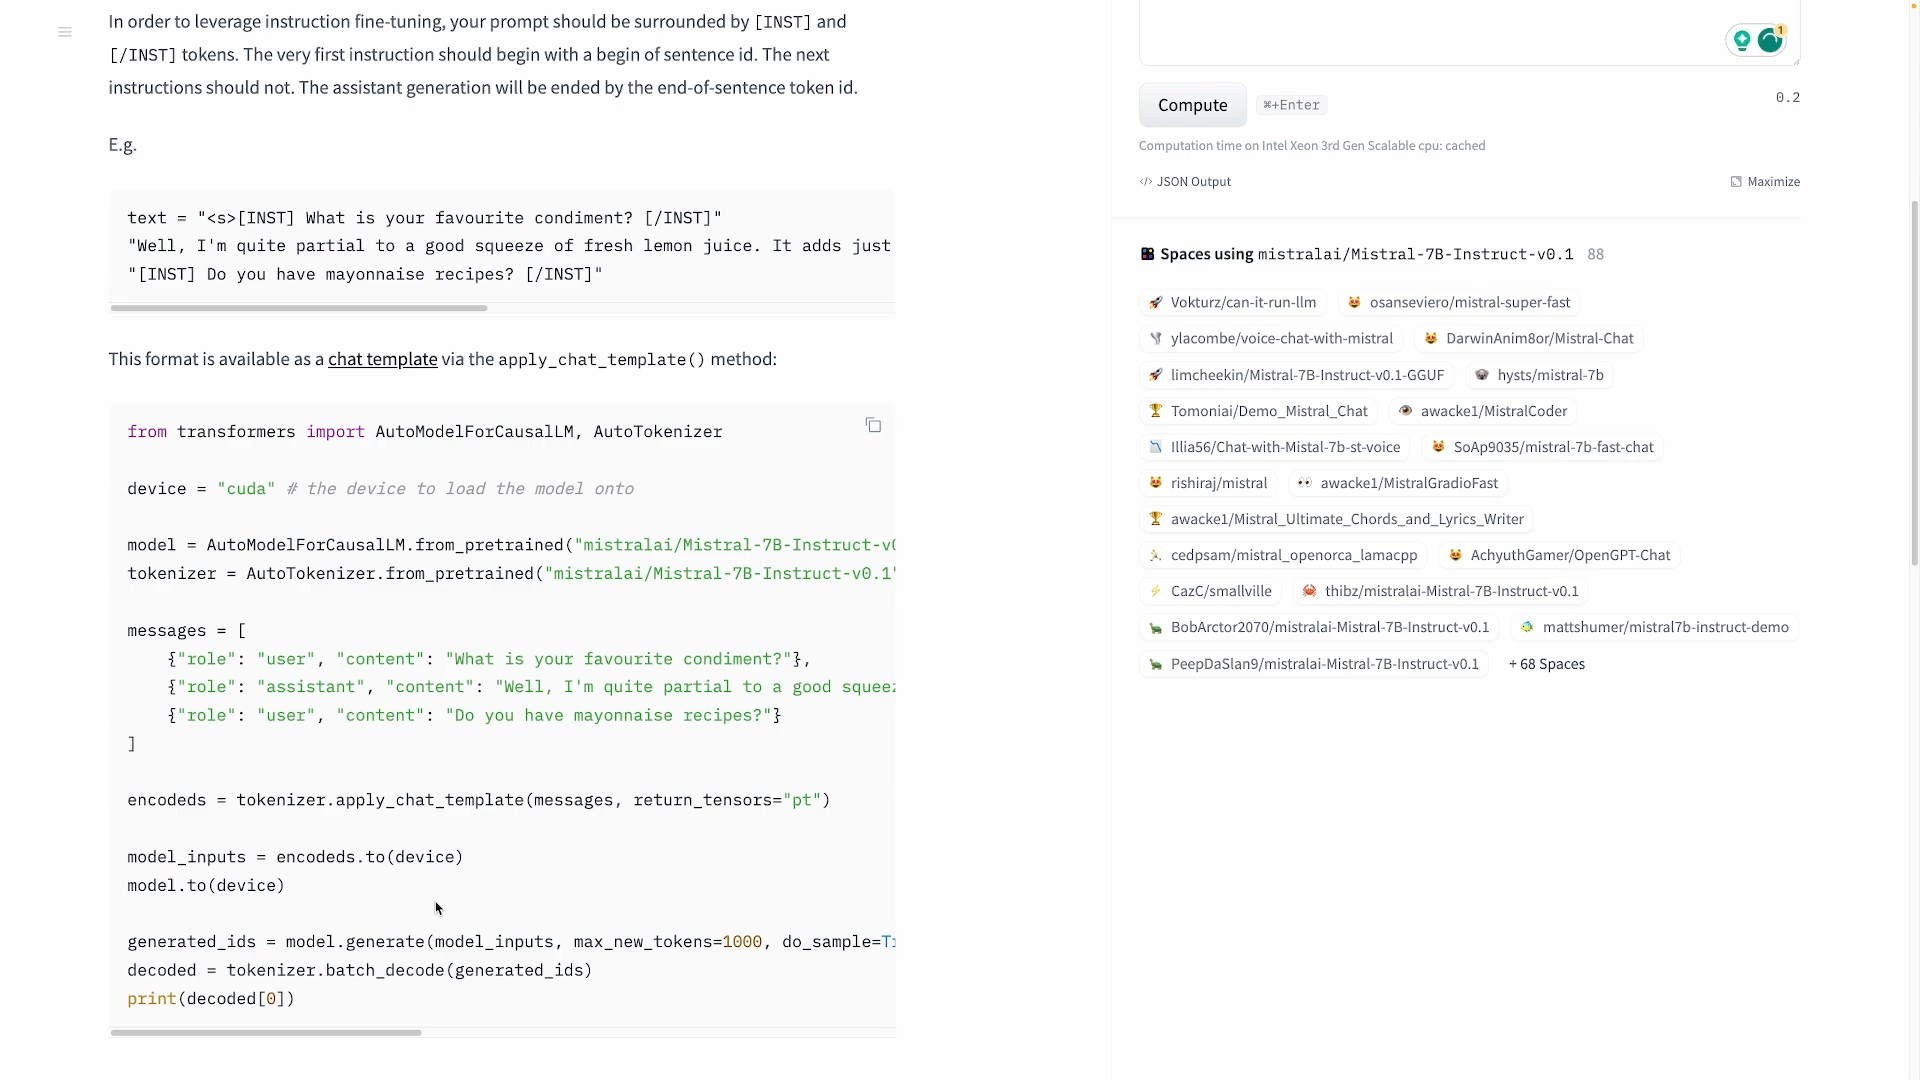 In order to leverage instruction fine-tuning, your prompt should be surrounded by [INST] and
[/INST] tokens. The very first instruction should begin with a begin of sentence id. The next
instructions should not. The assistant generation will be ended by the end-of-sentence token id.
E.g.
text = "<s>[INST] What is your favourite condiment? [/INST]"
"Well, I'm quite partial to a good squeeze of fresh lemon juice. It adds just
"[INST] Do you have mayonnaise recipes? [/INST]"
This format is available as a chat template via the apply_chat_template() method:
from transformers import AutoModelForCausalLM, AutoTokenizer
device = "cuda" # the device to load the model onto
model = AutoModelForCausalLM.from_pretrained("mistralai/Mistral-7B-Instruct-v0
tokenizer = AutoTokenizer.from_pretrained("mistralai/Mistral-7B-Instruct-v0.1"
messages = [
    {"role": "user", "content": "What is your favourite condiment?"},
    {"role": "assistant", "content": "Well, I'm quite partial to a good squeez
    {"role": "user", "content": "Do you have mayonnaise recipes?"}
]
encodeds = tokenizer.apply_chat_template(messages, return_tensors="pt")
model_inputs = encodeds.to(device)
model.to(device)
generated_ids = model.generate(model_inputs, max_new_tokens=1000, do_sample=Tr
decoded = tokenizer.batch_decode(generated_ids)
print(decoded[0])
1
Compute ⌘+Enter 0.2
Computation time on Intel Xeon 3rd Gen Scalable cpu: cached
</> JSON Output Maximize
Spaces using mistralai/Mistral-7B-Instruct-v0.1 88
Vokturz/can-it-run-llm osanseviero/mistral-super-fast
ylacombe/voice-chat-with-mistral DarwinAnim8or/Mistral-Chat
limcheekin/Mistral-7B-Instruct-v0.1-GGUF hysts/mistral-7b
Tomoniai/Demo_Mistral_Chat awacke1/MistralCoder
Illia56/Chat-with-Mistal-7b-st-voice SoAp9035/mistral-7b-fast-chat
rishiraj/mistral awacke1/MistralGradioFast
awacke1/Mistral_Ultimate_Chords_and_Lyrics_Writer
cedpsam/mistral_openorca_lamacpp AchyuthGamer/OpenGPT-Chat
CazC/smallville thibz/mistralai-Mistral-7B-Instruct-v0.1
BobArctor2070/mistralai-Mistral-7B-Instruct-v0.1 mattshumer/mistral7b-instruct-demo
PeepDaSlan9/mistralai-Mistral-7B-Instruct-v0.1 + 68 Spaces